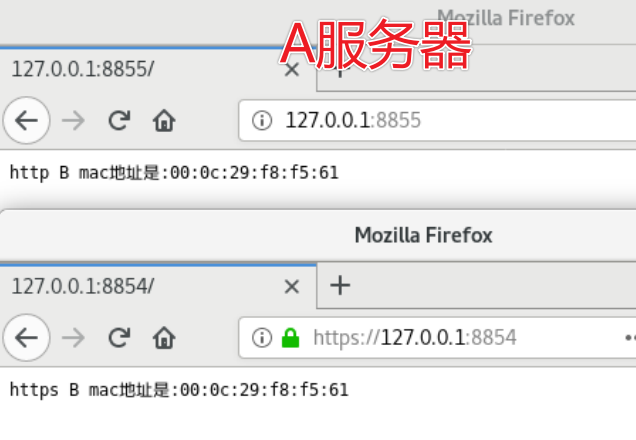 Mozilla Firefox
A服务器
127.0.0.1:8855/
127.0.0.1:8855
http B mac地址是:00:0c:29:f8:f5:61
Mozilla Firefox
127.0.0.1:8854/
https://127.0.0.1:8854
https B mac地址是:00:0c:29:f8:f5:61